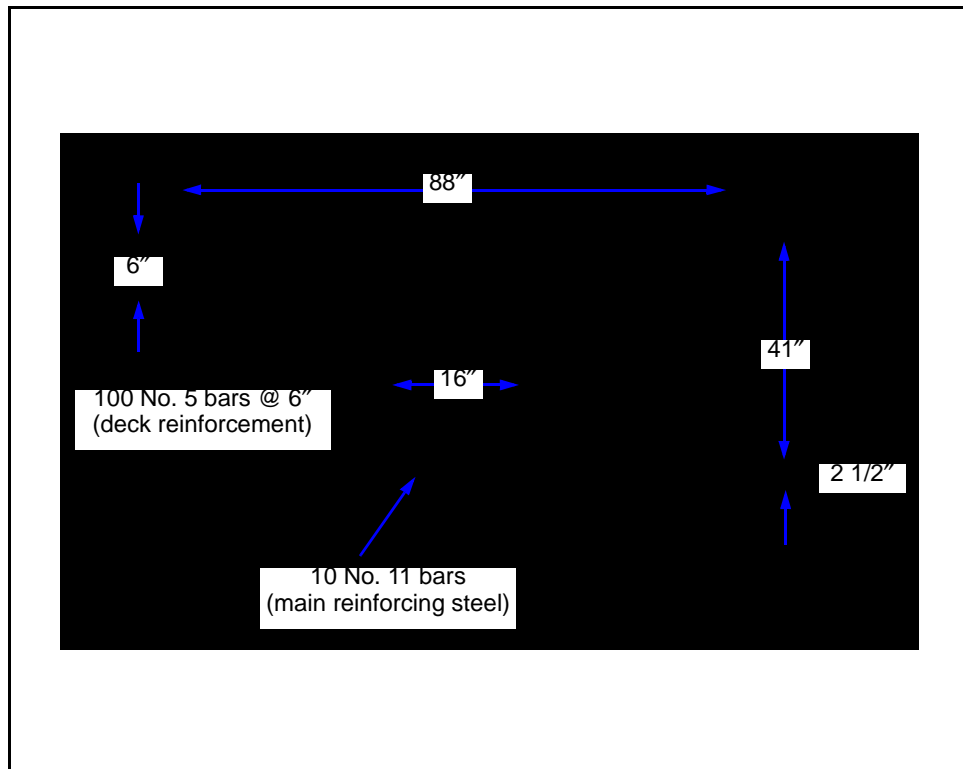 88″
6″
41″
16″
100 No. 5 bars @ 6″
(deck reinforcement)
2 1/2″
10 No. 11 bars
(main reinforcing steel)